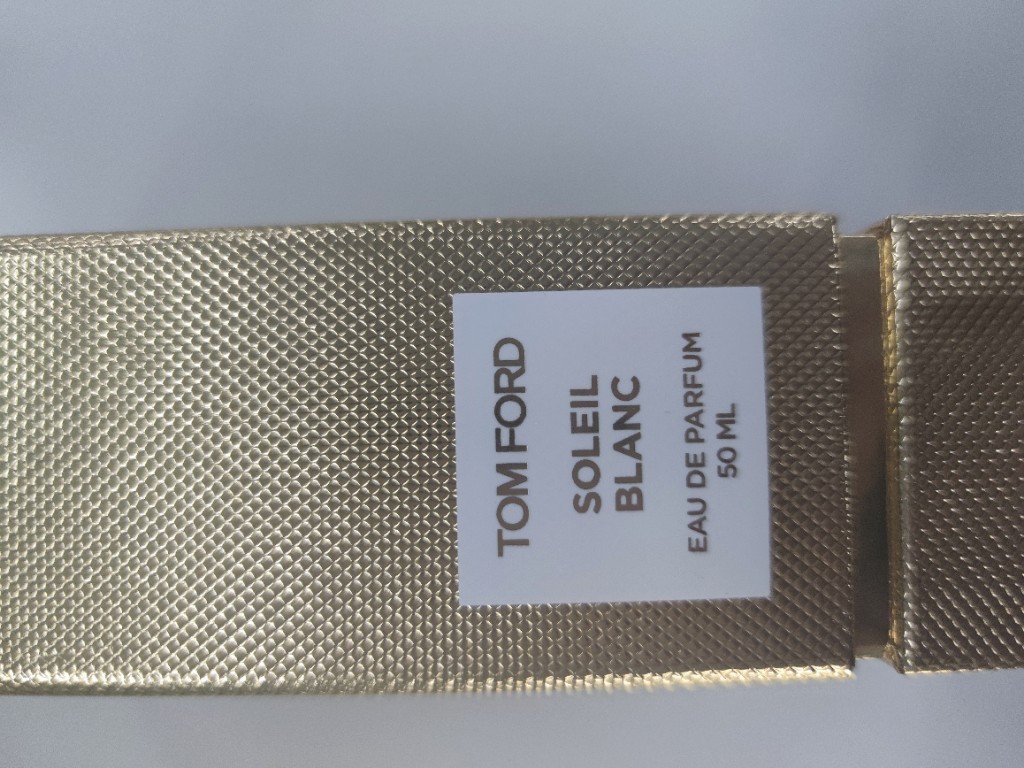 TOM FORD
SOLEIL
BLANC
EAU DE PARFUM
50 ML